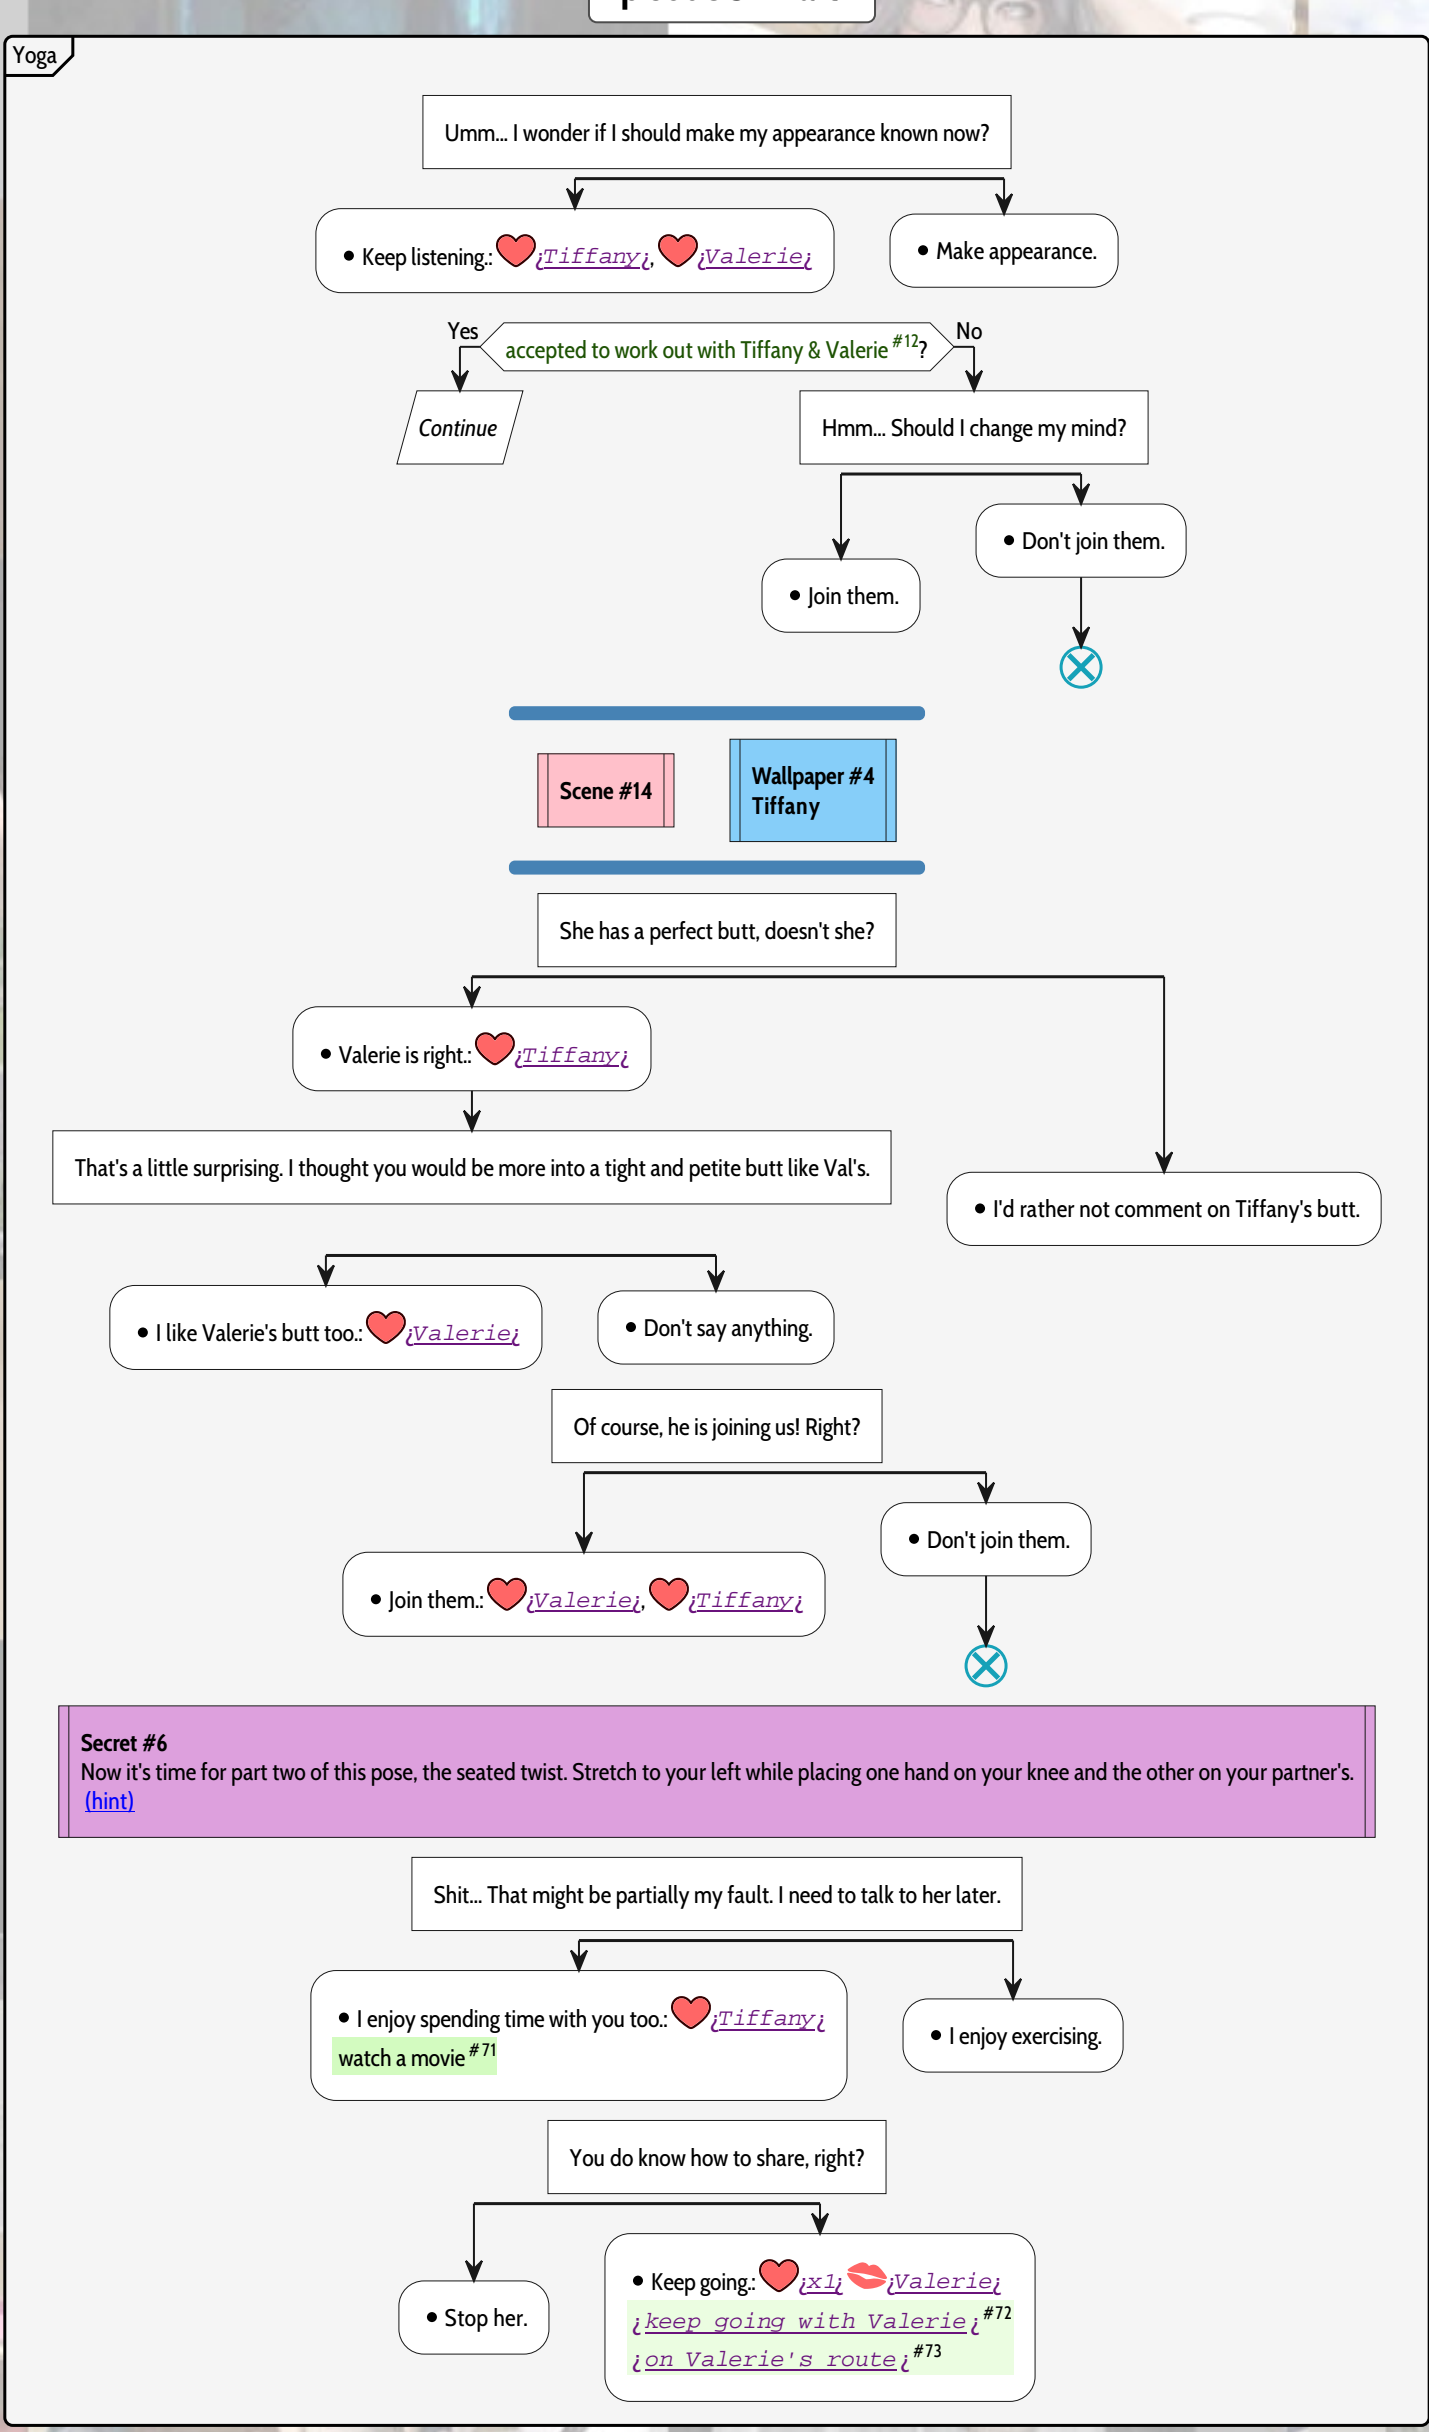 Yoga
Umm... I wonder if I should make my appearance known now?
• Keep listening.: ¿Tiffany¿, ¿Valerie¿
• Make appearance.
Yes
accepted to work out with Tiffany & Valerie #12?
No
Continue
Hmm... Should I change my mind?
• Don't join them.
• Join them.
Scene #14
Wallpaper #4
Tiffany
She has a perfect butt, doesn't she?
• Valerie is right.: ¿Tiffany¿
That's a little surprising. I thought you would be more into a tight and petite butt like Val's.
• I'd rather not comment on Tiffany's butt.
• I like Valerie's butt too.: ¿Valerie¿
• Don't say anything.
Of course, he is joining us! Right?
• Don't join them.
• Join them.: ¿Valerie¿, ¿Tiffany¿
Secret #6
Now it's time for part two of this pose, the seated twist. Stretch to your left while placing one hand on your knee and the other on your partner's.
(hint)
Shit... That might be partially my fault. I need to talk to her later.
• I enjoy spending time with you too.: ¿Tiffany¿
watch a movie #71
• I enjoy exercising.
You do know how to share, right?
• Stop her.
• Keep going.: ¿x1¿ ¿Valerie¿
¿keep going with Valerie¿ #72
¿on Valerie's route¿ #73